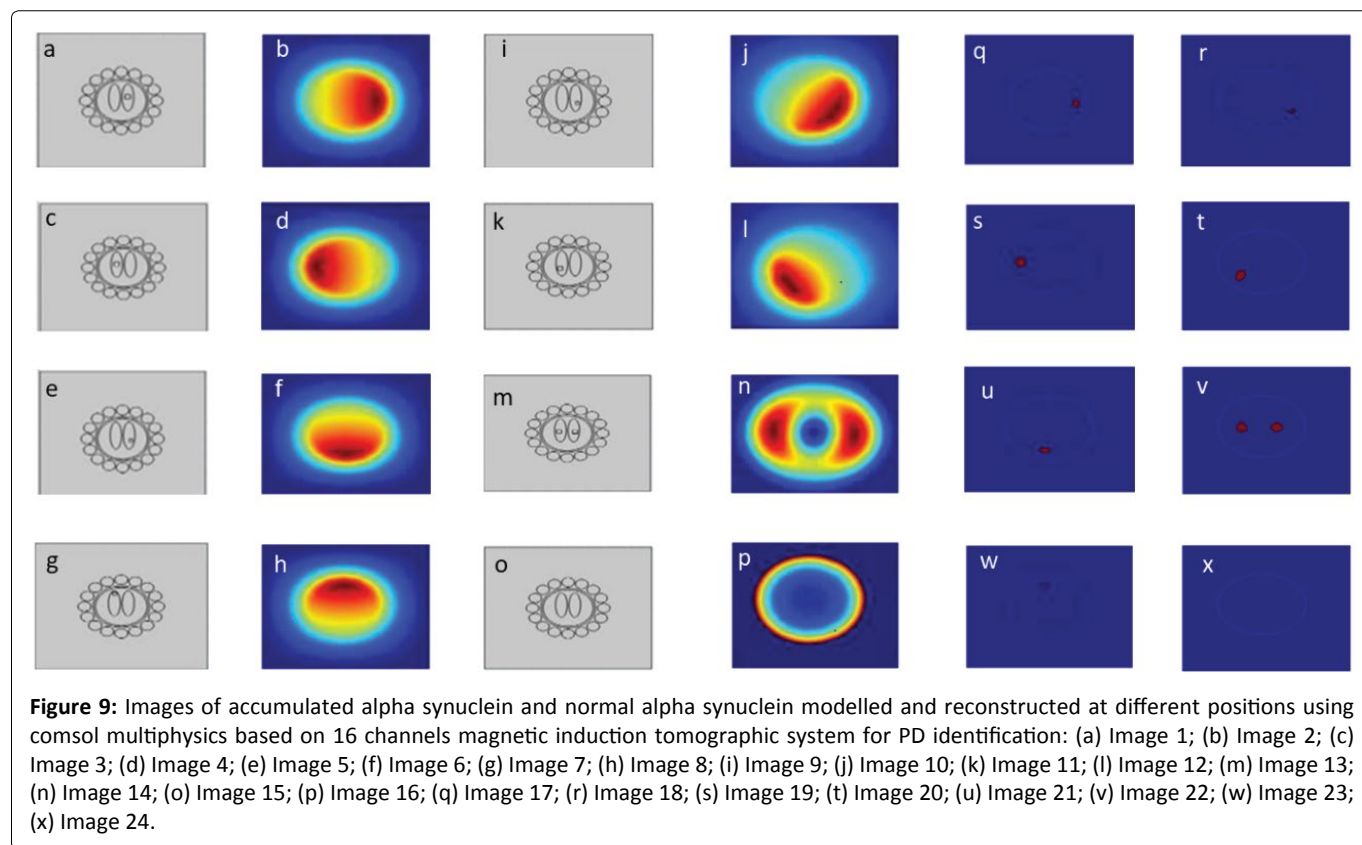 a b i j q r
c d k l s t
e f m n u v
g h o p w x
Figure 9: Images of accumulated alpha synuclein and normal alpha synuclein modelled and reconstructed at different positions using
comsol multiphysics based on 16 channels magnetic induction tomographic system for PD identification: (a) Image 1; (b) Image 2; (c)
Image 3; (d) Image 4; (e) Image 5; (f) Image 6; (g) Image 7; (h) Image 8; (i) Image 9; (j) Image 10; (k) Image 11; (l) Image 12; (m) Image 13;
(n) Image 14; (o) Image 15; (p) Image 16; (q) Image 17; (r) Image 18; (s) Image 19; (t) Image 20; (u) Image 21; (v) Image 22; (w) Image 23;
(x) Image 24.